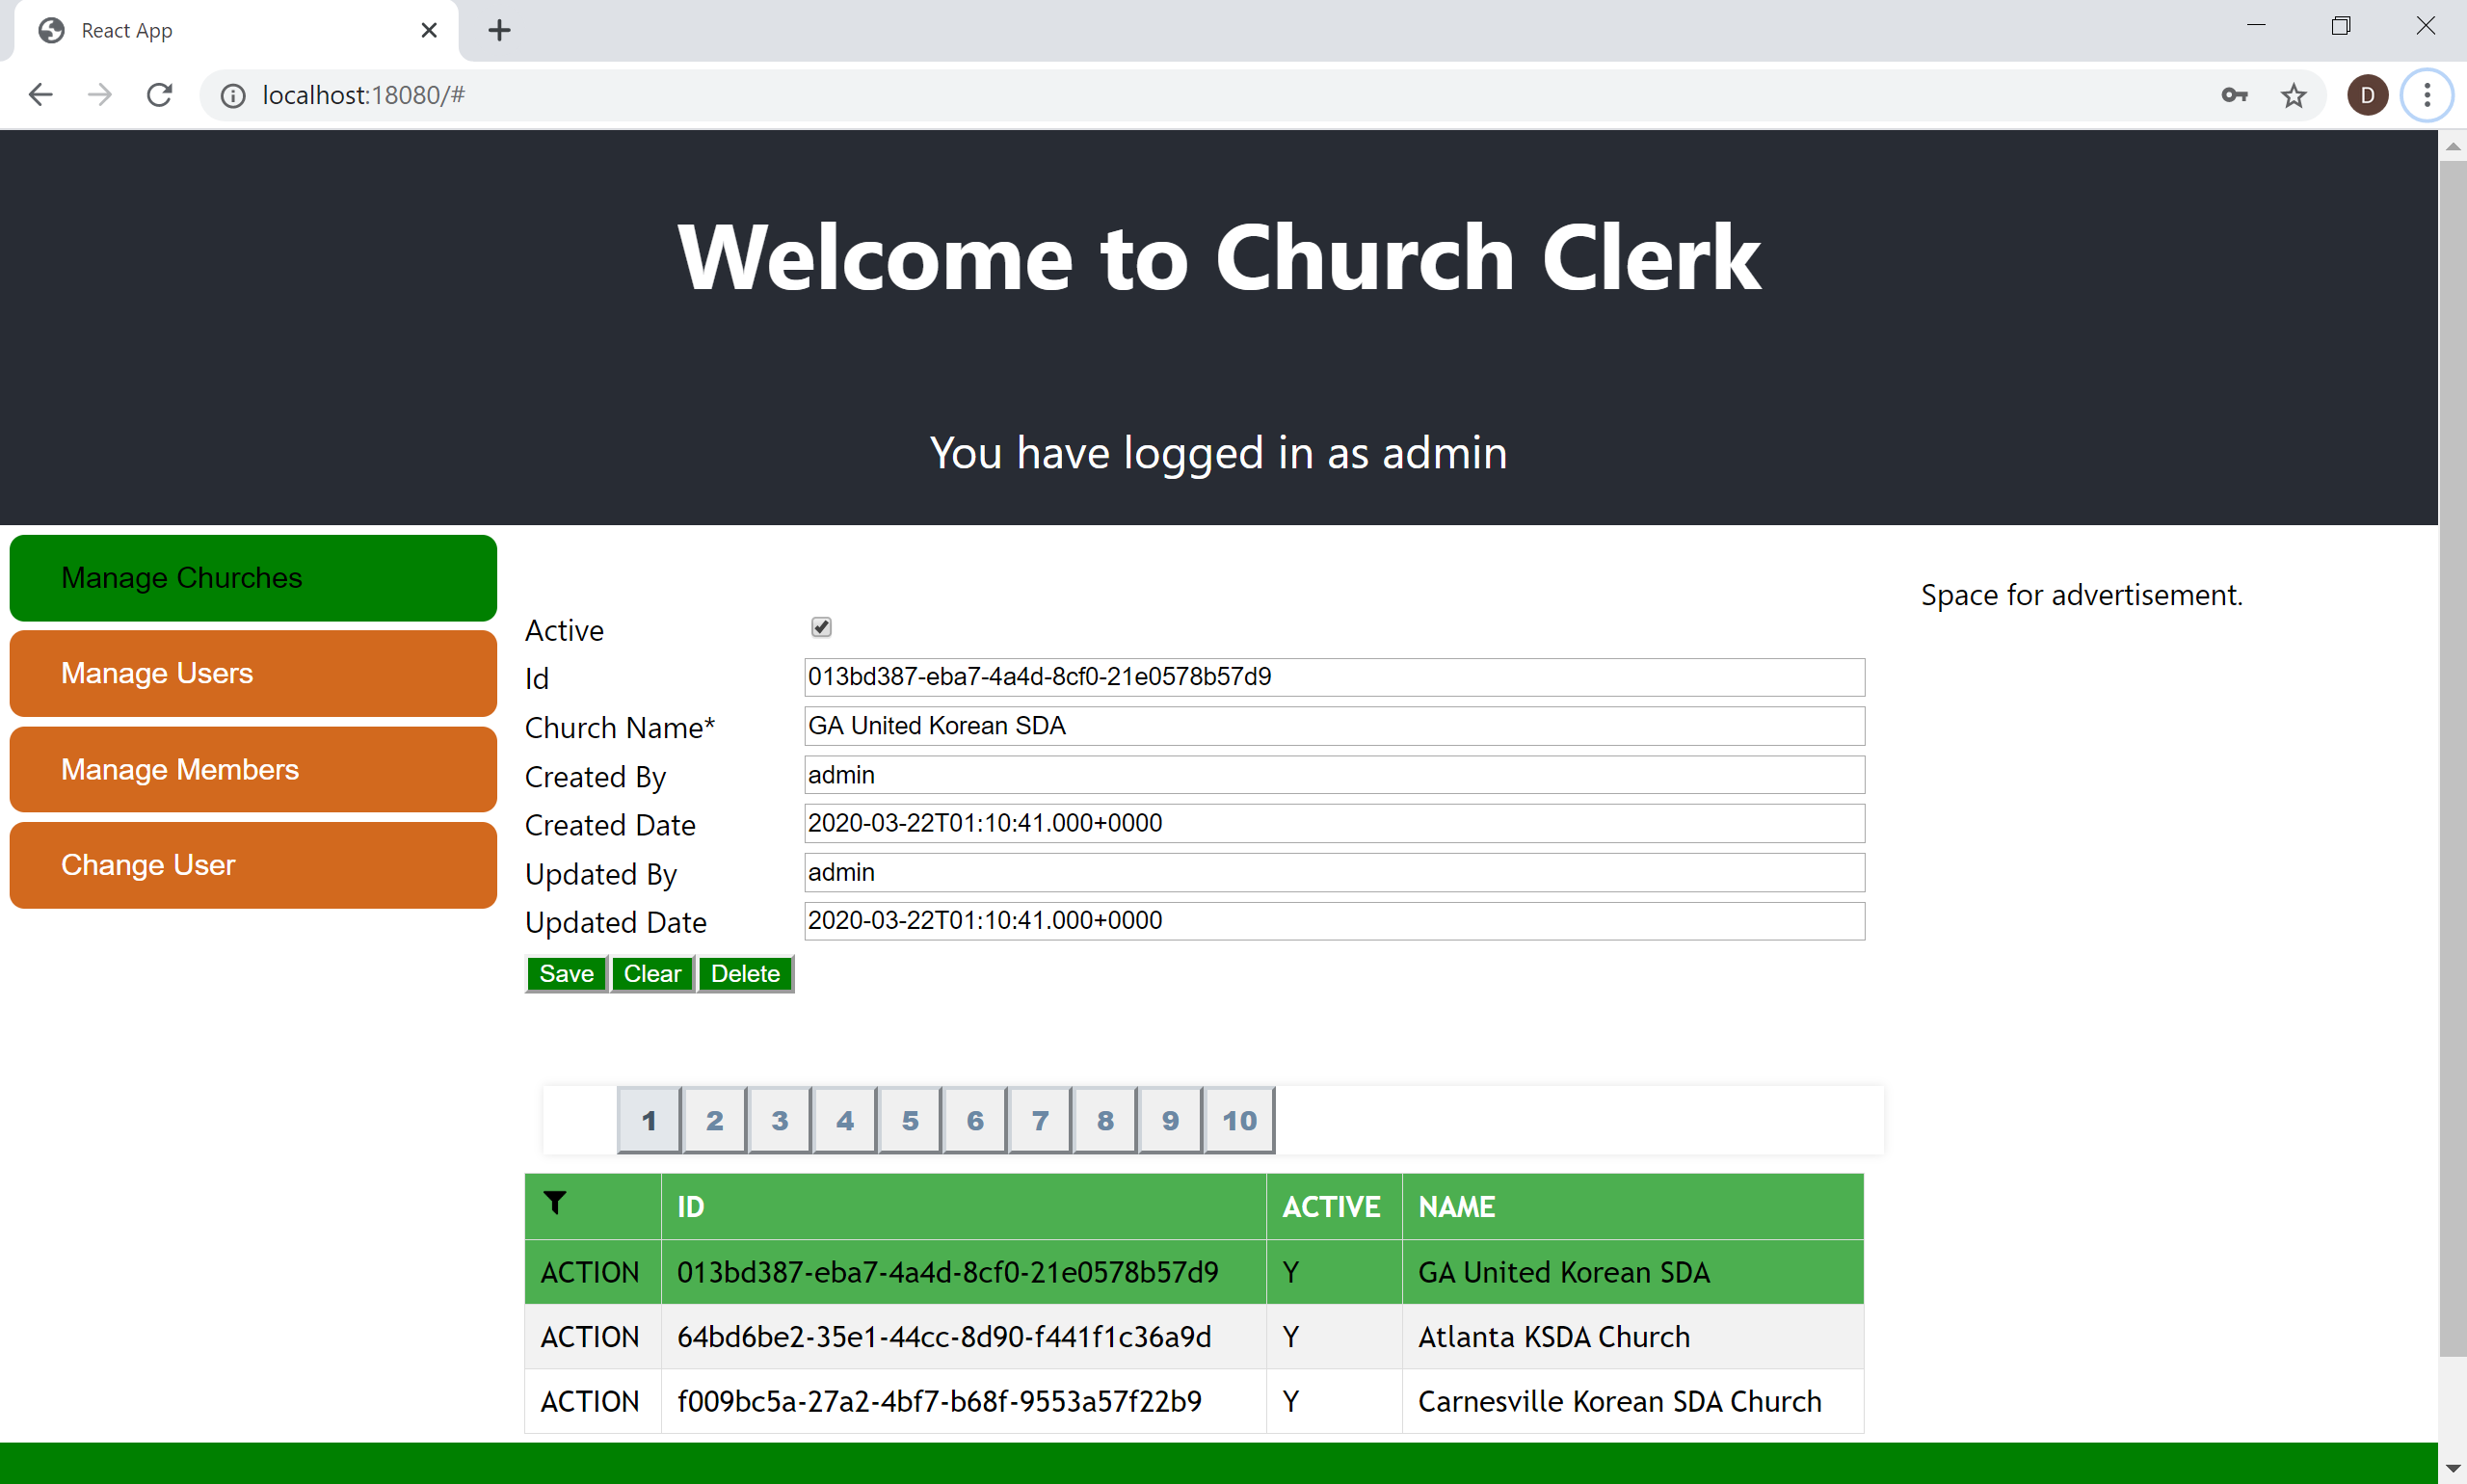 React App
localhost:18080/#
D
Welcome to Church Clerk
You have logged in as admin
Manage Churches
Manage Users
Manage Members
Change User
Space for advertisement.
Active
Id 013bd387-eba7-4a4d-8cf0-21e0578b57d9
Church Name* GA United Korean SDA
Created By admin
Created Date 2020-03-22T01:10:41.000+0000
Updated By admin
Updated Date 2020-03-22T01:10:41.000+0000
Save Clear Delete
1 2 3 4 5 6 7 8 9 10
ID ACTIVE NAME
ACTION 013bd387-eba7-4a4d-8cf0-21e0578b57d9 Y GA United Korean SDA
ACTION 64bd6be2-35e1-44cc-8d90-f441f1c36a9d Y Atlanta KSDA Church
ACTION f009bc5a-27a2-4bf7-b68f-9553a57f22b9 Y Carnesville Korean SDA Church